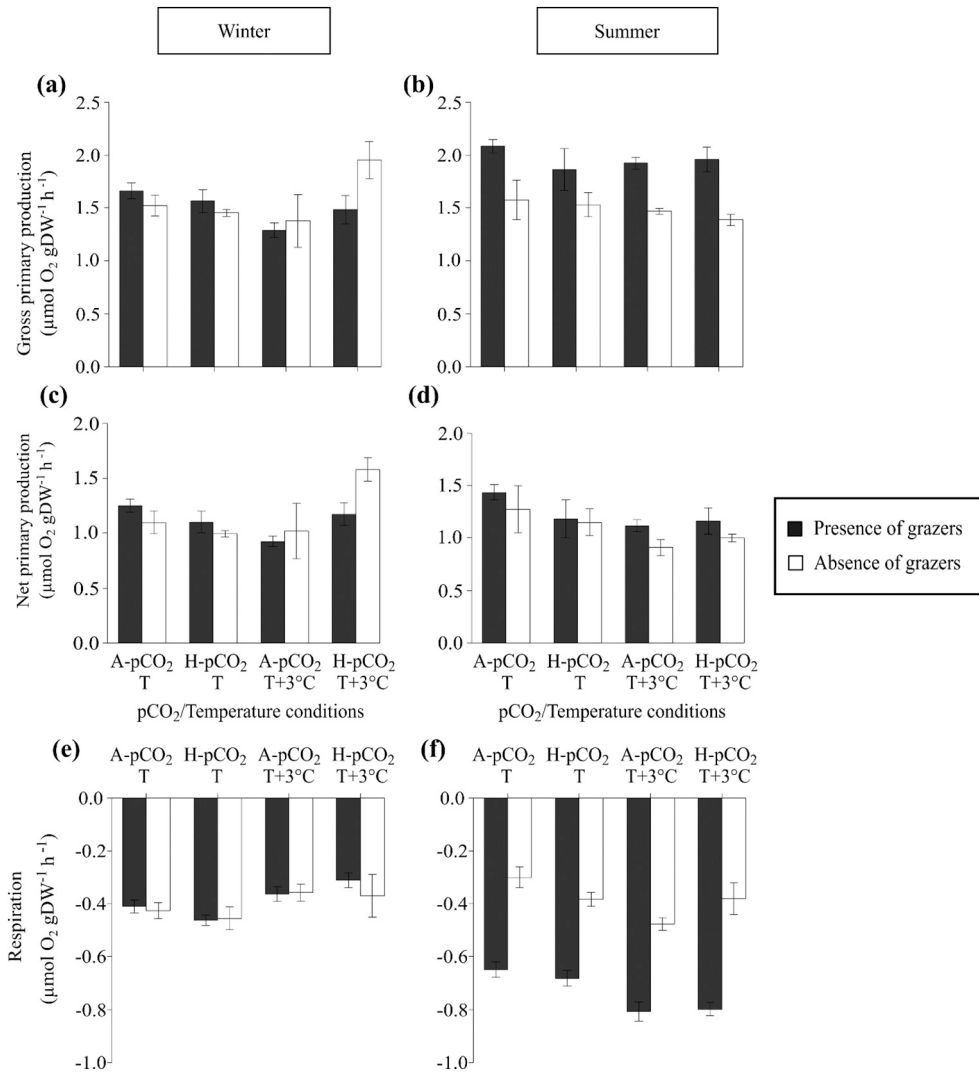 Winter
Summer
(a)
(b)
Gross primary production
(µmol O₂ gDW⁻¹ h⁻¹)
2.5
2.0
1.5
1.0
0.5
0.0
2.5
2.0
1.5
1.0
0.5
0.0
(c)
(d)
Net primary production
(µmol O₂ gDW⁻¹ h⁻¹)
2.0
1.5
1.0
0.5
0.0
2.0
1.5
1.0
0.5
0.0
Presence of grazers
Absence of grazers
A-pCO₂ H-pCO₂ A-pCO₂ H-pCO₂
T T T+3°C T+3°C
pCO₂/Temperature conditions
A-pCO₂ H-pCO₂ A-pCO₂ H-pCO₂
T T T+3°C T+3°C
pCO₂/Temperature conditions
(e)
A-pCO₂ H-pCO₂ A-pCO₂ H-pCO₂
T T T+3°C T+3°C
(f)
A-pCO₂ H-pCO₂ A-pCO₂ H-pCO₂
T T T+3°C T+3°C
Respiration
(µmol O₂ gDW⁻¹ h⁻¹)
0.0
-0.2
-0.4
-0.6
-0.8
-1.0
0.0
-0.2
-0.4
-0.6
-0.8
-1.0